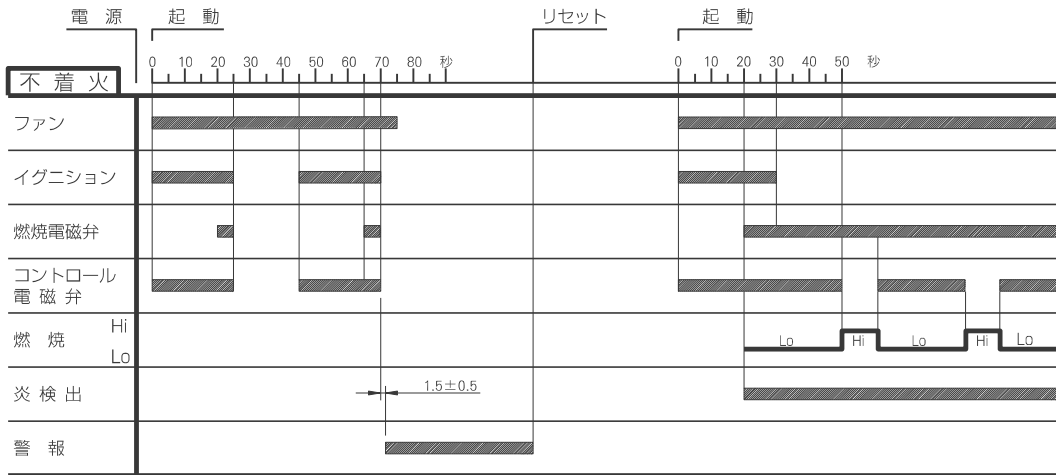 電 源 起 動 リセット 起 動
0 10 20 30 40 50 60 70 80 秒 0 10 20 30 40 50 秒
不 着 火
ファン
イグニション
燃焼電磁弁
コントロール
電 磁 弁
燃 焼 Hi
Lo
Lo Hi Lo Hi Lo
炎 検 出 1.5±0.5
警 報